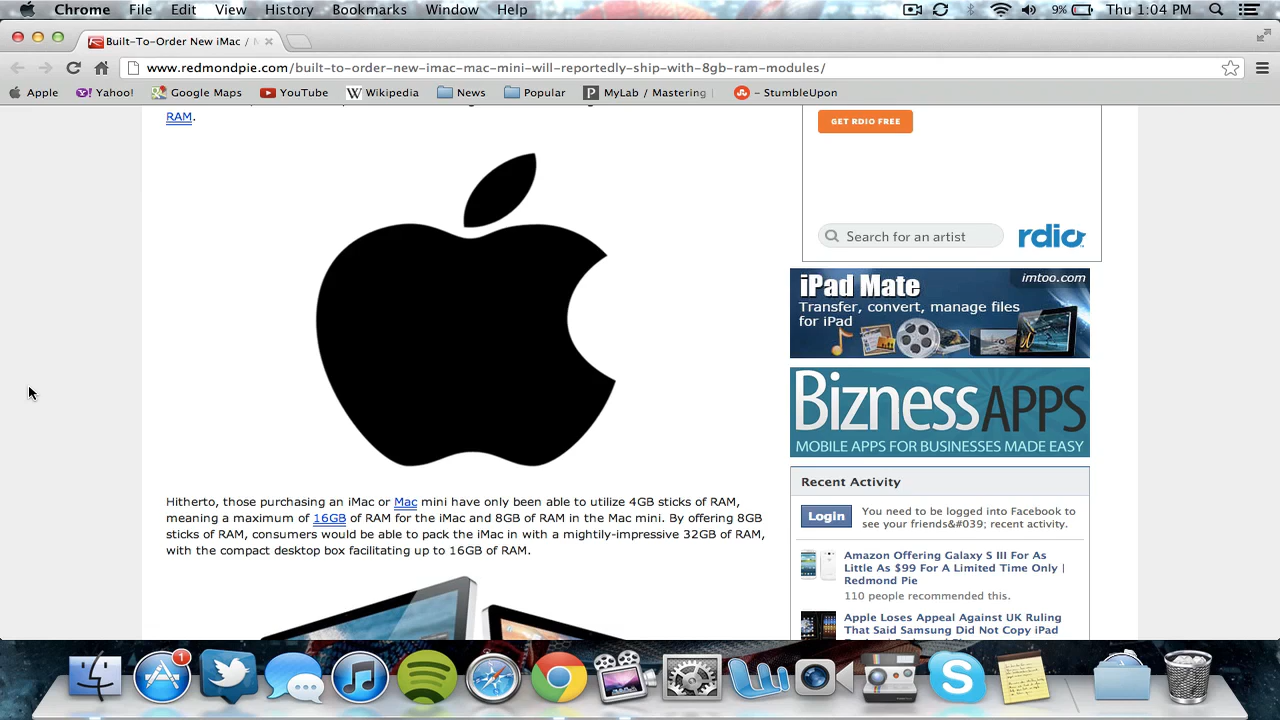 Chrome File Edit View History Bookmarks Window Help 9% Thu 1:04 PM
Built-To-Order New iMac / M
www.redmondpie.com/built-to-order-new-imac-mac-mini-will-reportedly-ship-with-8gb-ram-modules/
Apple Yahoo! Google Maps YouTube Wikipedia News Popular MyLab / Mastering StumbleUpon
RAM.
Hitherto, those purchasing an iMac or Mac mini have only been able to utilize 4GB sticks of RAM,
meaning a maximum of 16GB of RAM for the iMac and 8GB of RAM in the Mac mini. By offering 8GB
sticks of RAM, consumers would be able to pack the iMac in with a mightily-impressive 32GB of RAM,
with the compact desktop box facilitating up to 16GB of RAM.
GET RDIO FREE
Search for an artist
rdio
iPad Mate
imtoo.com
Transfer, convert, manage files
for iPad
BiznessAPPS
MOBILE APPS FOR BUSINESSES MADE EASY
Recent Activity
Login
You need to be logged into Facebook to
see your friends&#039; recent activity.
Amazon Offering Galaxy S III For As
Little As $99 For A Limited Time Only |
Redmond Pie
110 people recommended this.
Apple Loses Appeal Against UK Ruling
That Said Samsung Did Not Copy iPad
1